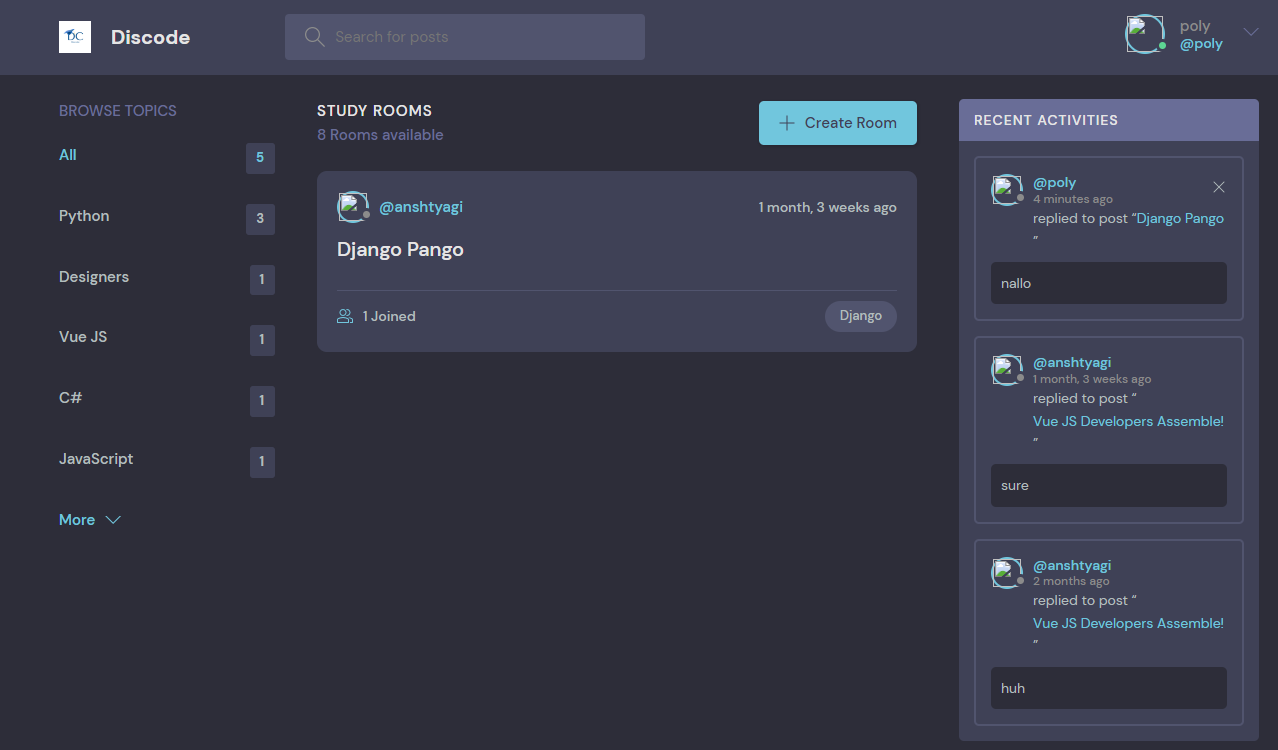 DC
Discode
Search for posts
poly
@poly
BROWSE TOPICS
All
5
Python
3
Designers
1
Vue JS
1
C#
1
JavaScript
1
More
STUDY ROOMS
8 Rooms available
Create Room
@anshtyagi
1 month, 3 weeks ago
Django Pango
1 Joined
Django
RECENT ACTIVITIES
@poly
4 minutes ago
replied to post “Django Pango
”
nallo
@anshtyagi
1 month, 3 weeks ago
replied to post “
Vue JS Developers Assemble!
”
sure
@anshtyagi
2 months ago
replied to post “
Vue JS Developers Assemble!
”
huh